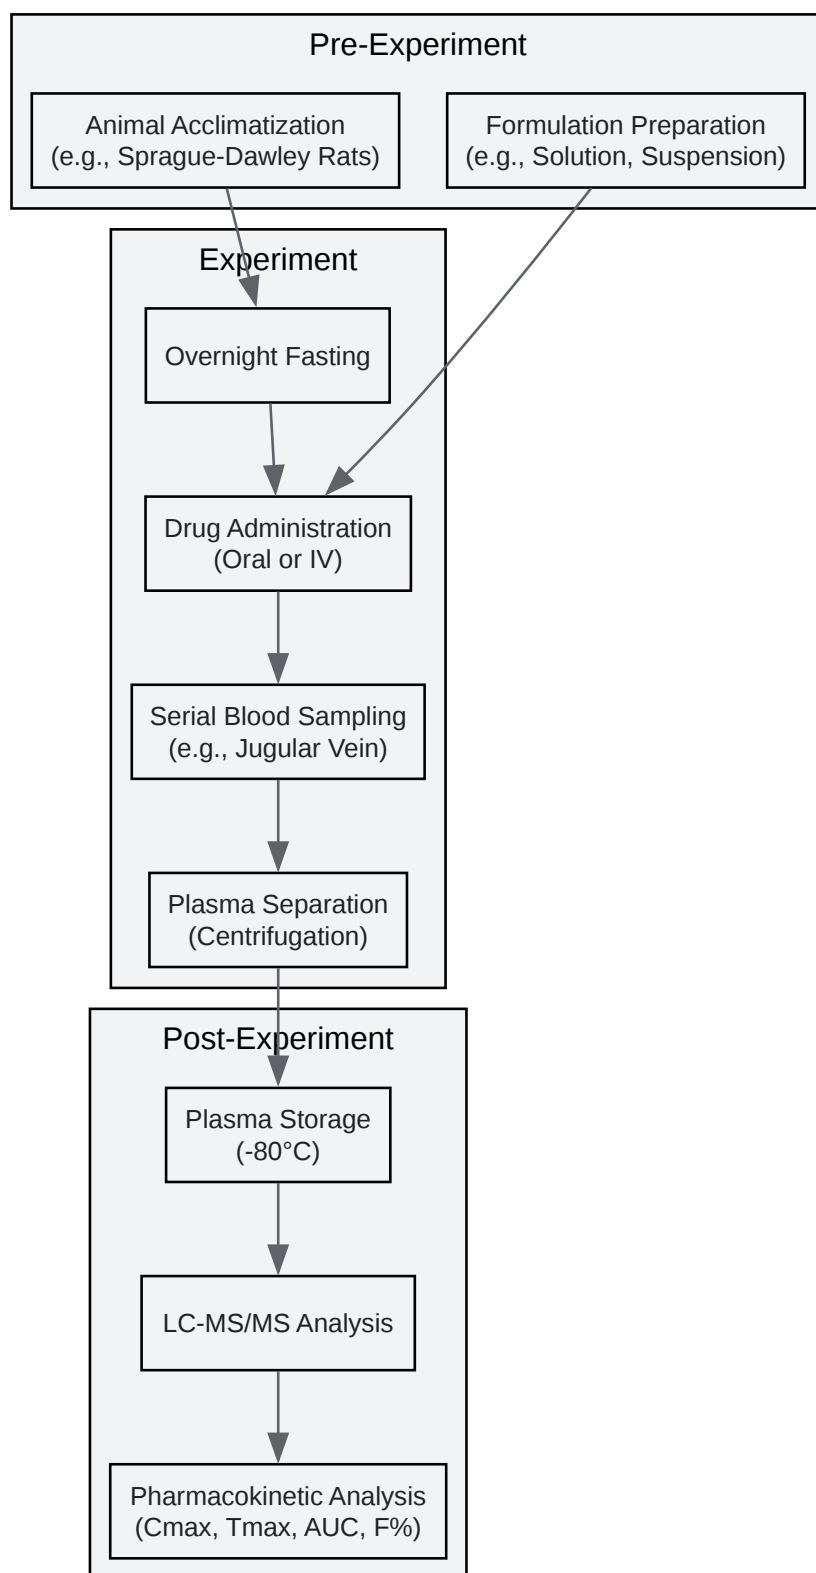 Pre-Experiment
Animal Acclimatization
(e.g., Sprague-Dawley Rats)
Formulation Preparation
(e.g., Solution, Suspension)
Experiment
Overnight Fasting
Drug Administration
(Oral or IV)
Serial Blood Sampling
(e.g., Jugular Vein)
Plasma Separation
(Centrifugation)
Post-Experiment
Plasma Storage
(-80°C)
LC-MS/MS Analysis
Pharmacokinetic Analysis
(Cmax, Tmax, AUC, F%)